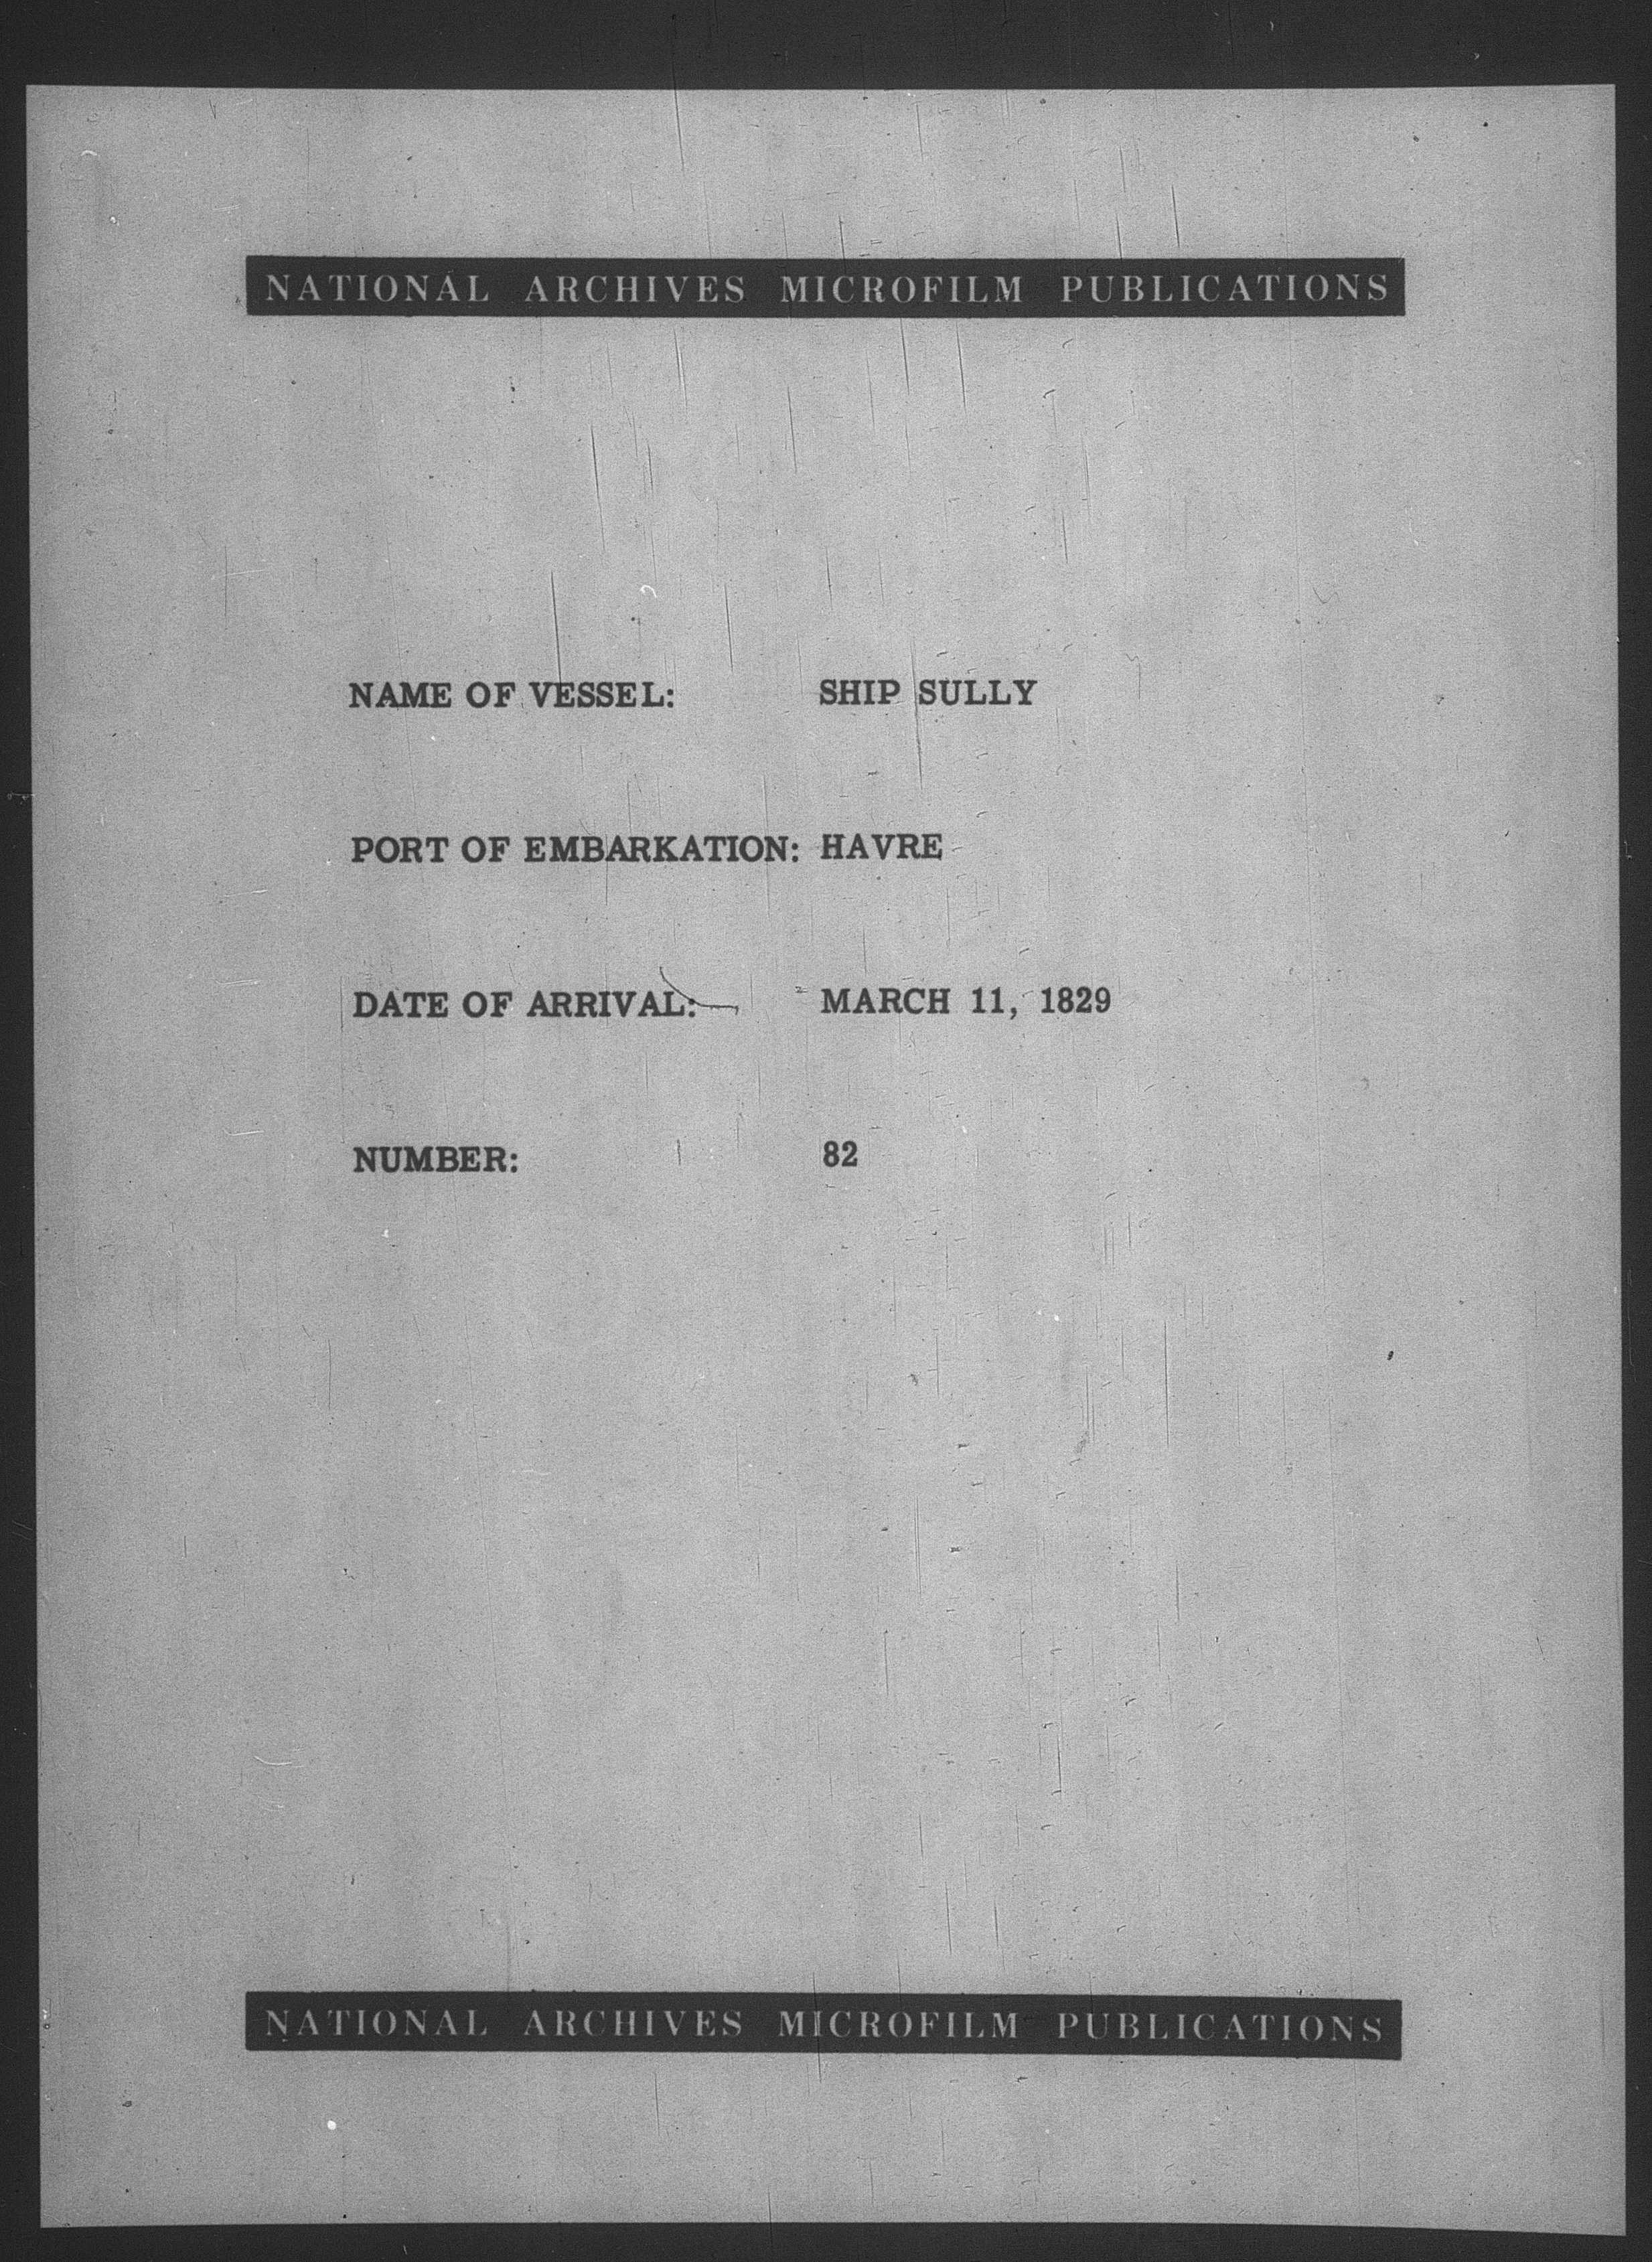 NATIONAL ARCHIVES MICROFILM PUBLICATIONS
NAME OF VESSEL: SHIP SULLY
PORT OF EMBARKATION: HAVRE
DATE OF ARRIVAL: MARCH 11, 1829
NUMBER: 82
NATIONAL ARCHIVES MICROFILM PUBLICATIONS